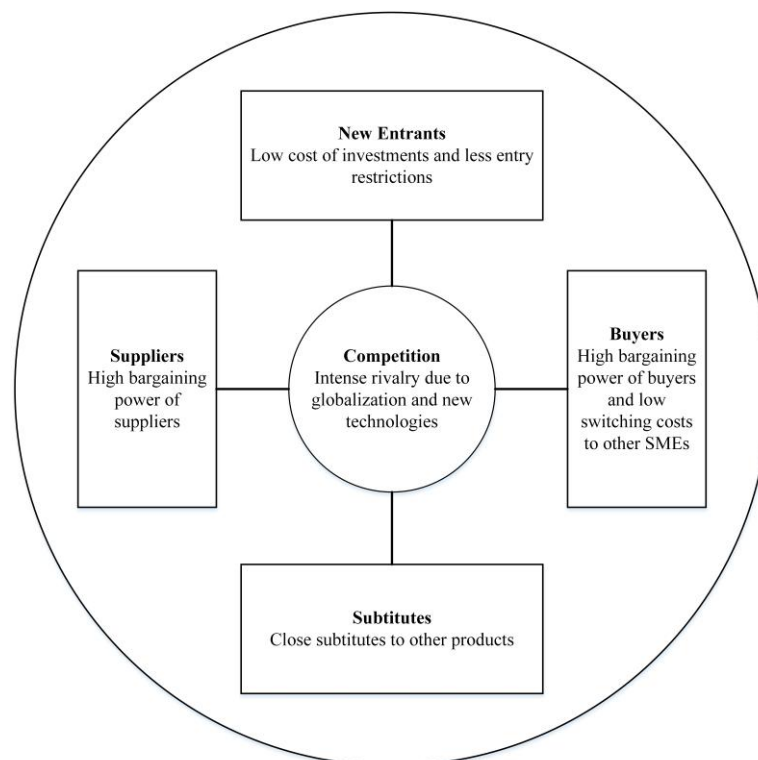 New Entrants
Low cost of investments and less entry
restrictions
Suppliers
High bargaining
power of
suppliers
Competition
Intense rivalry due to
globalization and new
technologies
Buyers
High bargaining
power of buyers
and low
switching costs
to other SMEs
Subtitutes
Close subtitutes to other products